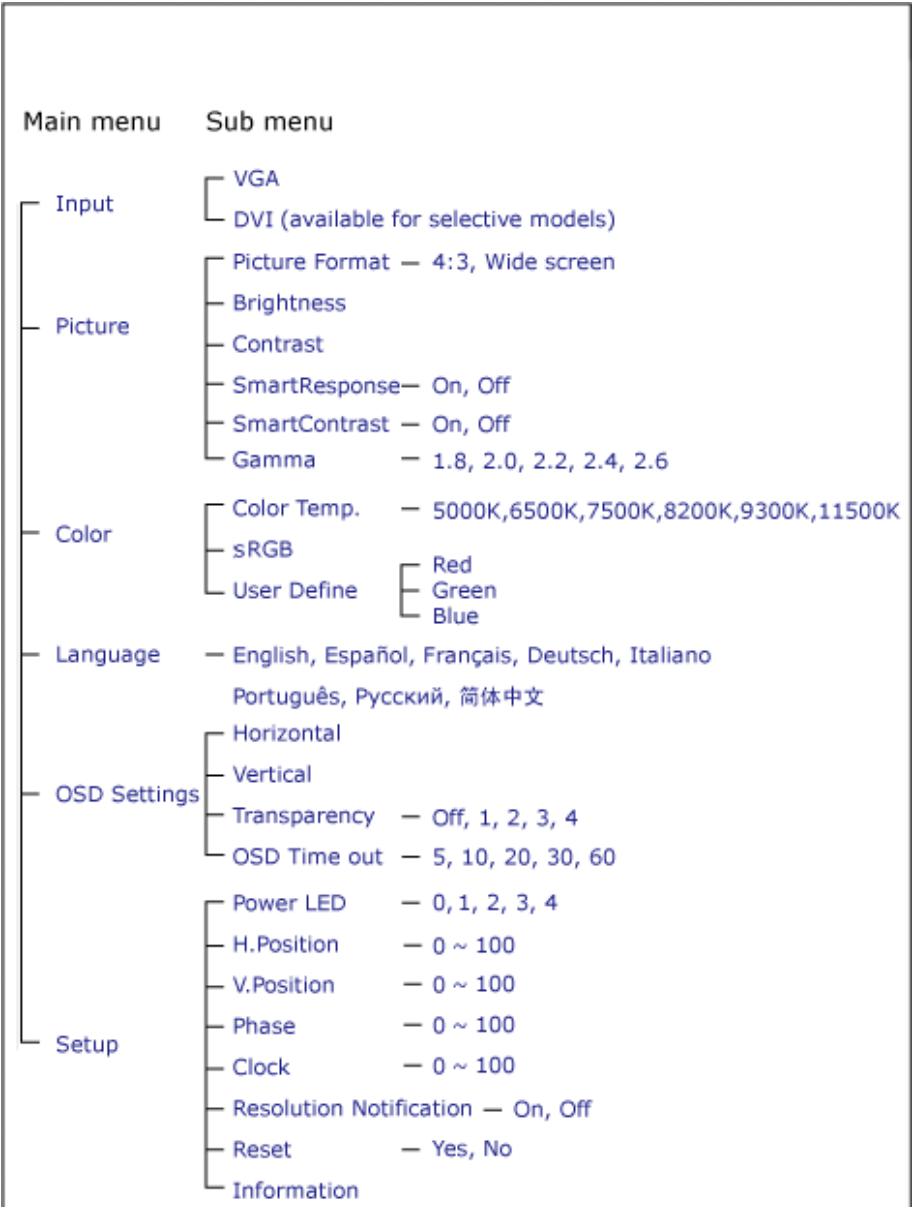 Main menu Sub menu
VGA
Input
DVI (available for selective models)
Picture Format 4:3, Wide screen
Brightness
Picture
Contrast
SmartResponse On, Off
SmartContrast On, Off
Gamma 1.8, 2.0, 2.2, 2.4, 2.6
Color Temp. 5000K,6500K,7500K,8200K,9300K,11500K
Color
sRGB
Red
User Define Green
Blue
Language English, Español, Français, Deutsch, Italiano
Português, Русский, 简体中文
Horizontal
Vertical
OSD Settings
Transparency Off, 1, 2, 3, 4
OSD Time out 5, 10, 20, 30, 60
Power LED 0, 1, 2, 3, 4
H.Position 0 ~ 100
V.Position 0 ~ 100
Phase 0 ~ 100
Setup
Clock 0 ~ 100
Resolution Notification On, Off
Reset Yes, No
Information